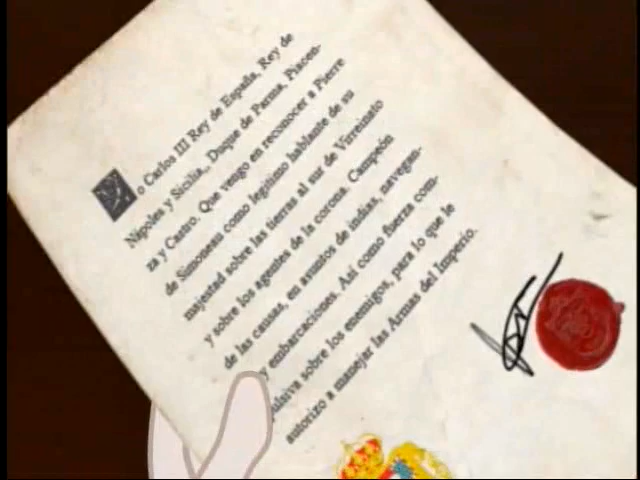 Yo Carlos III Rey de España, Rey de
Nápoles y Sicilia,, Duque de Parma, Piacen-
za y Castro. Que vengo en reconocer a Pierre
de Simoneau como legítimo hablante de su
majestad sobre las tierras al sur de Virreinato
y sobre los agentes de la corona. Campeón
de las causas, en asuntos de indias, navegan-
y embarcaciones. Así como fuerza com-
ulsiva sobre los enemigos, para lo que le
autorizo a manejar las Armas del Imperio.